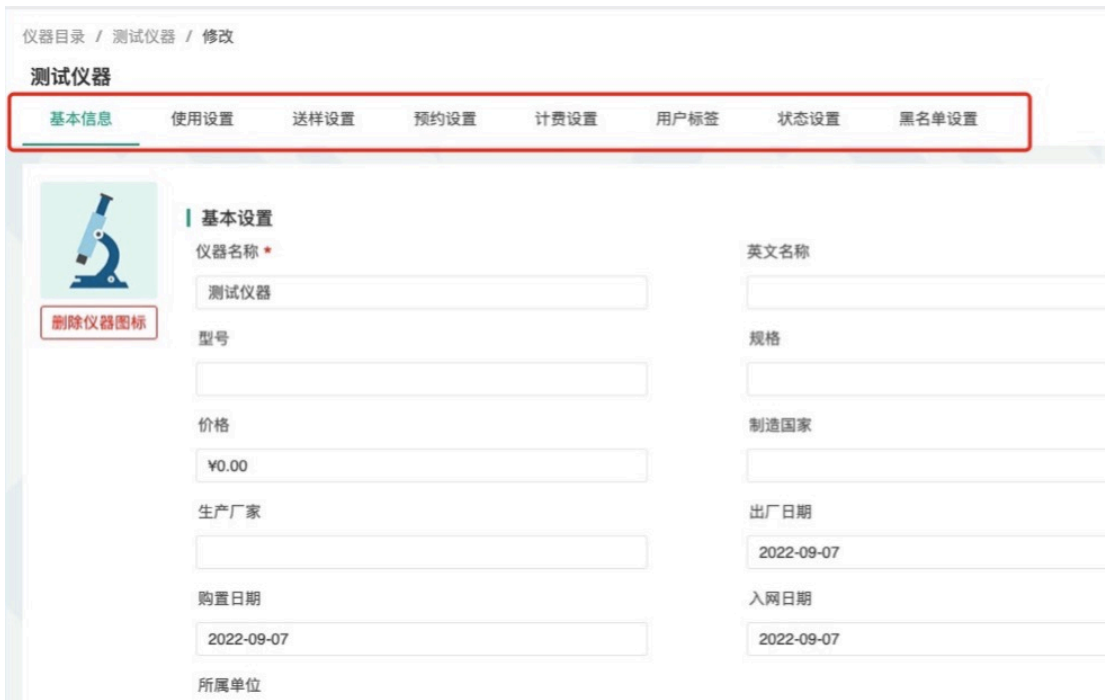 仪器目录 / 测试仪器 / 修改
测试仪器
基本信息 使用设置 送样设置 预约设置 计费设置 用户标签 状态设置 黑名单设置
基本设置
仪器名称 * 英文名称
测试仪器
删除仪器图标
型号 规格
价格 制造国家
¥0.00
生产厂家 出厂日期
2022-09-07
购置日期 入网日期
2022-09-07 2022-09-07
所属单位